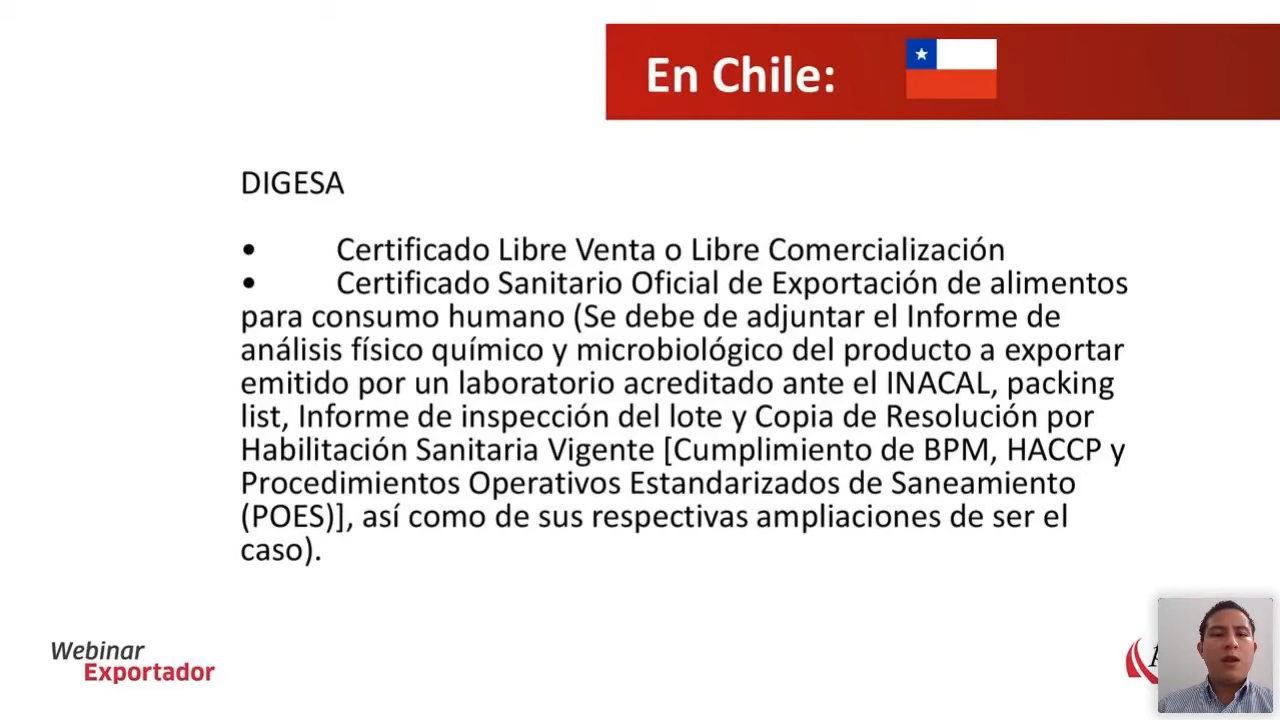 En Chile:
DIGESA
• Certificado Libre Venta o Libre Comercialización
• Certificado Sanitario Oficial de Exportación de alimentos
para consumo humano (Se debe de adjuntar el Informe de
análisis físico químico y microbiológico del producto a exportar
emitido por un laboratorio acreditado ante el INACAL, packing
list, Informe de inspección del lote y Copia de Resolución por
Habilitación Sanitaria Vigente [Cumplimiento de BPM, HACCP y
Procedimientos Operativos Estandarizados de Saneamiento
(POES)], así como de sus respectivas ampliaciones de ser el
caso).
Webinar
Exportador